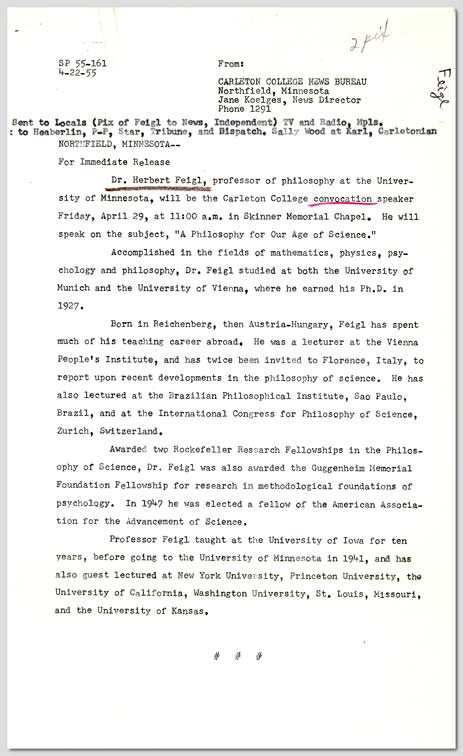 2 pix
SP 55-161
4-22-55
From:
CARLETON COLLEGE NEWS BUREAU
Northfield, Minnesota
Jane Koelges, News Director
Phone 1291
Feigl
Sent to Locals (Pix of Feigl to News, Independent) TV and Radio, Mpls.
: to Heaberlin, P-P, Star, Tribune, and Dispatch. Sally Wood at Earl, Carletonian
NORTHFIELD, MINNESOTA--
For Immediate Release
Dr. Herbert Feigl, professor of philosophy at the Univer-
sity of Minnesota, will be the Carleton College convocation speaker
Friday, April 29, at 11:00 a.m. in Skinner Memorial Chapel. He will
speak on the subject, "A Philosophy for Our Age of Science."
Accomplished in the fields of mathematics, physics, psy-
chology and philosophy, Dr. Feigl studied at both the University of
Munich and the University of Vienna, where he earned his Ph.D. in
1927.
Born in Reichenberg, then Austria-Hungary, Feigl has spent
much of his teaching career abroad. He was a lecturer at the Vienna
People's Institute, and has twice been invited to Florence, Italy, to
report upon recent developments in the philosophy of science. He has
also lectured at the Brazilian Philosophical Institute, Sao Paulo,
Brazil, and at the International Congress for Philosophy of Science,
Zurich, Switzerland.
Awarded two Rockefeller Research Fellowships in the Philos-
ophy of Science, Dr. Feigl was also awarded the Guggenheim Memorial
Foundation Fellowship for research in methodological foundations of
psychology. In 1947 he was elected a fellow of the American Associa-
tion for the Advancement of Science.
Professor Feigl taught at the University of Iowa for ten
years, before going to the University of Minnesota in 1941, and has
also guest lectured at New York University, Princeton University, the
University of California, Washington University, St. Louis, Missouri,
and the University of Kansas.
# # #